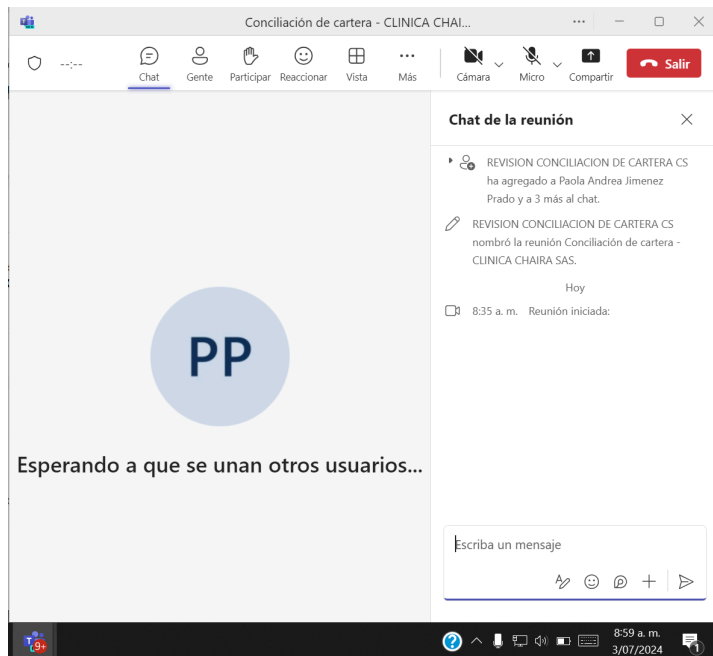 Conciliación de cartera - CLINICA CHAI...
--:--
Chat
Gente
Participar
Reaccionar
Vista
Más
Cámara
Micro
Compartir
Salir
Chat de la reunión
REVISION CONCILIACION DE CARTERA CS
ha agregado a Paola Andrea Jimenez
Prado y a 3 más al chat.
REVISION CONCILIACION DE CARTERA CS
nombró la reunión Conciliación de cartera -
CLINICA CHAIRA SAS.
Hoy
8:35 a. m. Reunión iniciada:
PP
Esperando a que se unan otros usuarios...
Escriba un mensaje
T
9+
8:59 a. m.
3/07/2024
1